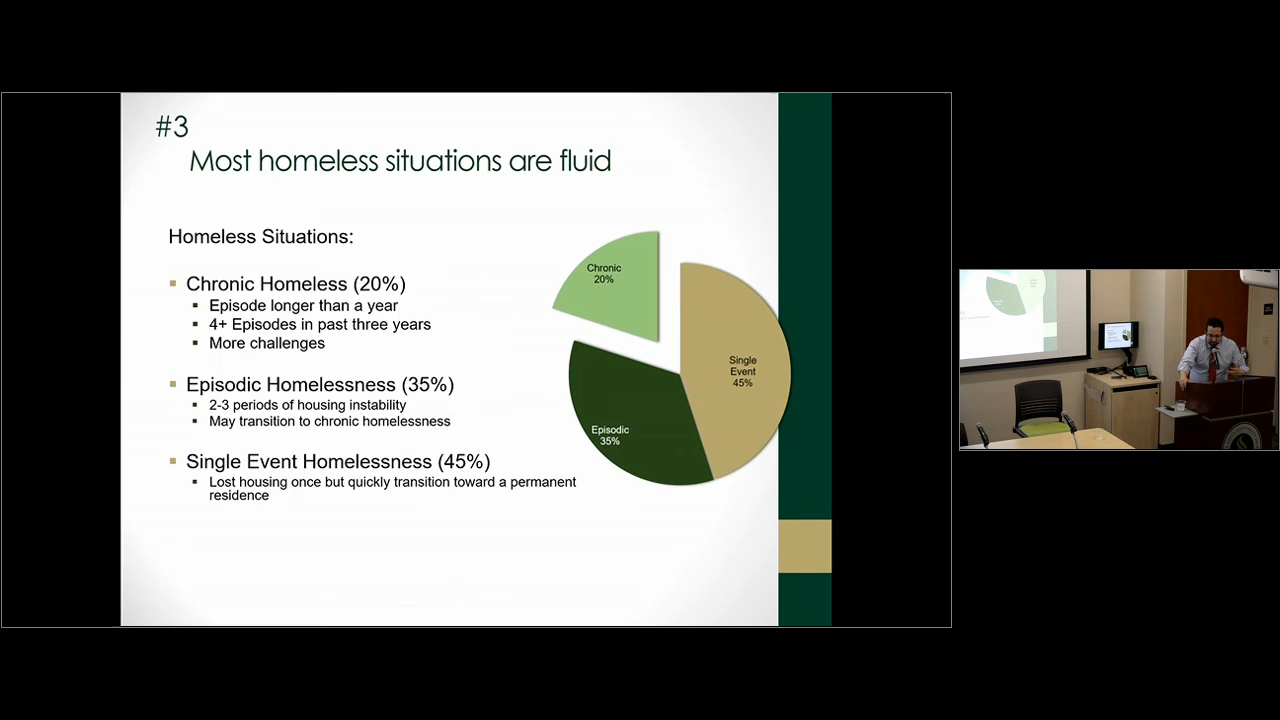 #3
Most homeless situations are fluid
Homeless Situations:
Chronic Homeless (20%)
Episode longer than a year
4+ Episodes in past three years
More challenges
Episodic Homelessness (35%)
2-3 periods of housing instability
May transition to chronic homelessness
Single Event Homelessness (45%)
Lost housing once but quickly transition toward a permanent
residence
Chronic
20%
Single
Event
45%
Episodic
35%